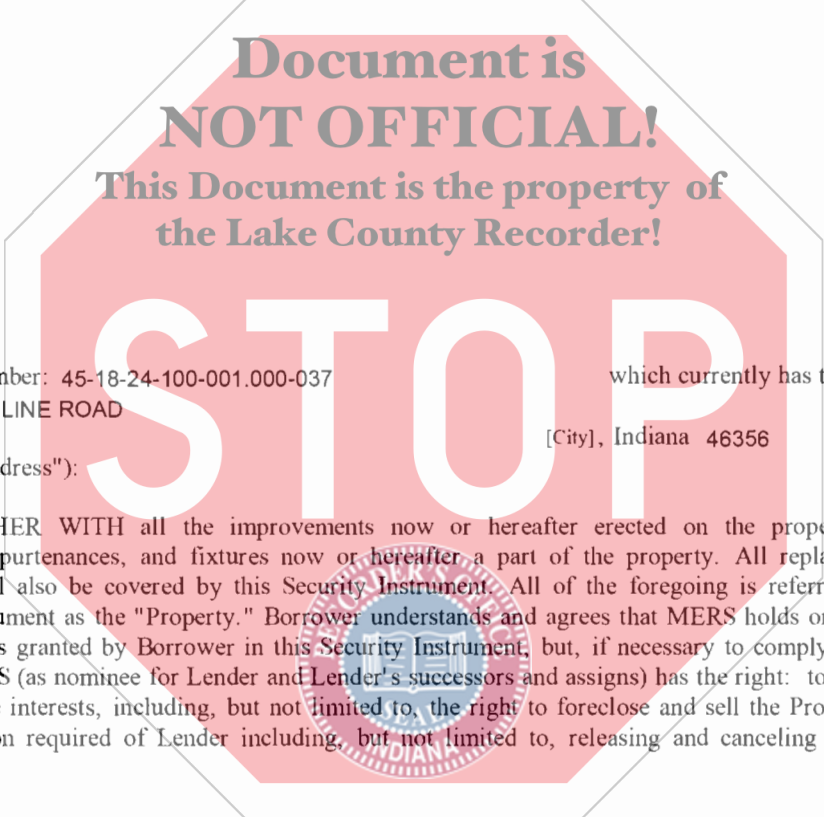 Document is
NOT OFFICIAL!
This Document is the property of
the Lake County Recorder!
STOP
nber: 45-18-24-100-001.000-037 which currently has t
LINE ROAD
[City], Indiana 46356
dress"):
HER WITH all the improvements now or hereafter erected on the prope
purtenances, and fixtures now or hereafter a part of the property. All repla
l also be covered by this Security Instrument. All of the foregoing is referr
ument as the "Property." Borrower understands and agrees that MERS holds o
s granted by Borrower in this Security Instrument, but, if necessary to comply
S (as nominee for Lender and Lender's successors and assigns) has the right: to
e interests, including, but not limited to, the right to foreclose and sell the Pro
on required of Lender including, but not limited to, releasing and canceling
RECORDER'S OFFICE
SEAL
INDIANA